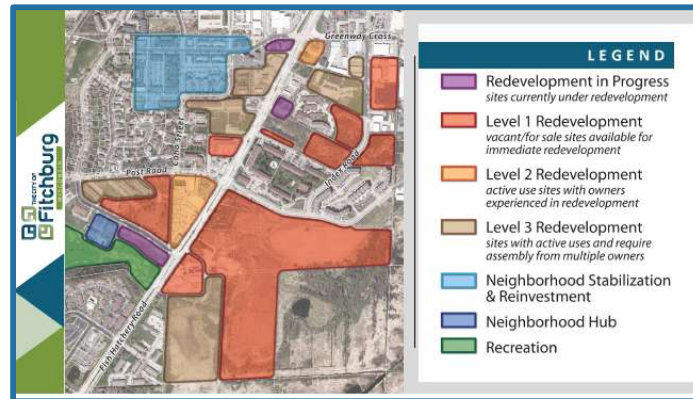 THE CITY OF
Fitchburg
WISCONSIN
Greenway Cross
Post Road
Index Road
Fish Hatchery Road
LEGEND
Redevelopment in Progress
sites currently under redevelopment
Level 1 Redevelopment
vacant/for sale sites available for
immediate redevelopment
Level 2 Redevelopment
active use sites with owners
experienced in redevelopment
Level 3 Redevelopment
sites with active uses and require
assembly from multiple owners
Neighborhood Stabilization
& Reinvestment
Neighborhood Hub
Recreation